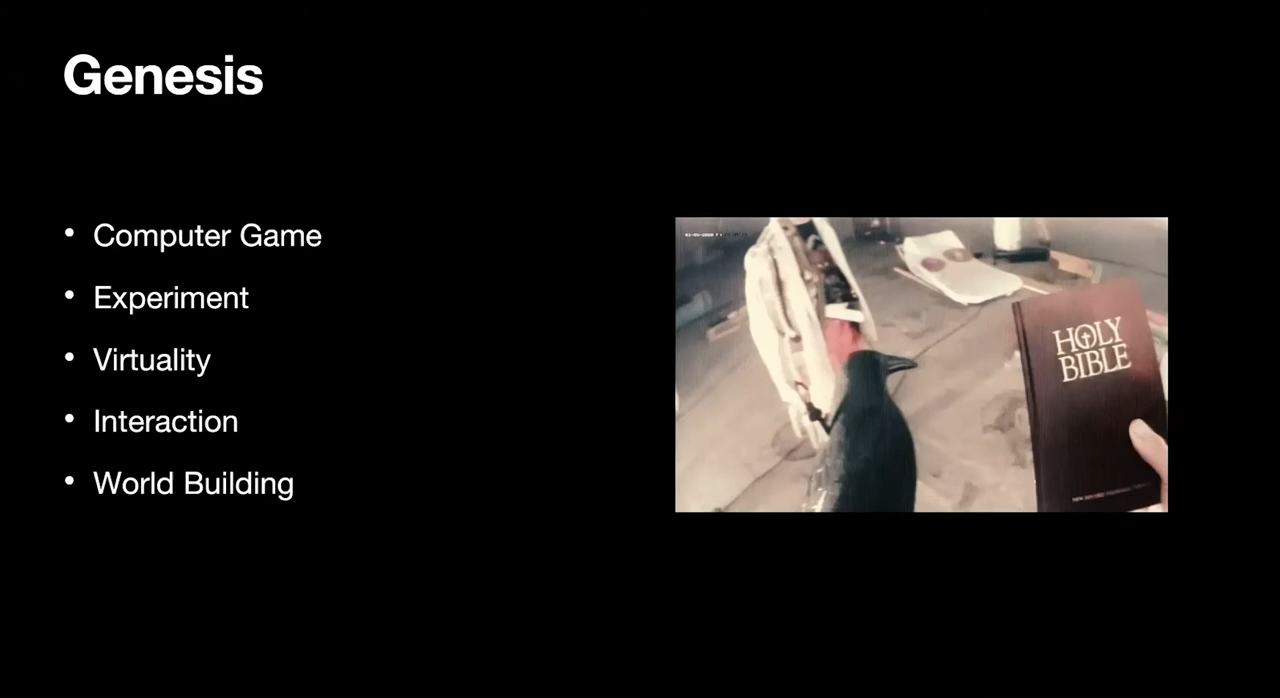 Genesis
• Computer Game
• Experiment
• Virtuality
• Interaction
• World Building
HOLY
BIBLE